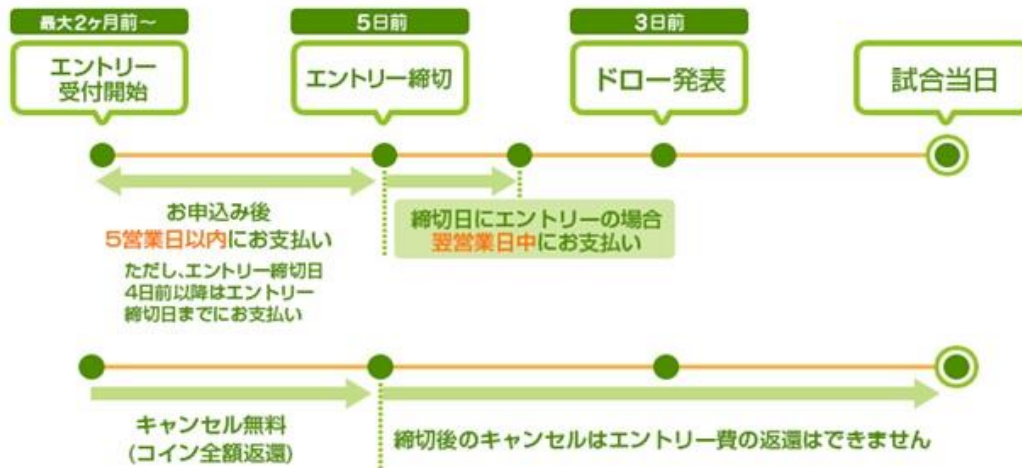 最大2ヶ月前～
エントリー
受付開始
5日前
エントリー締切
3日前
ドロー発表
試合当日
お申込み後
5営業日以内にお支払い
ただし、エントリー締切日
4日前以降はエントリー
締切日までにお支払い
締切日にエントリーの場合
翌営業日中にお支払い
キャンセル無料
(コイン全額返還)
締切後のキャンセルはエントリー費の返還はできません